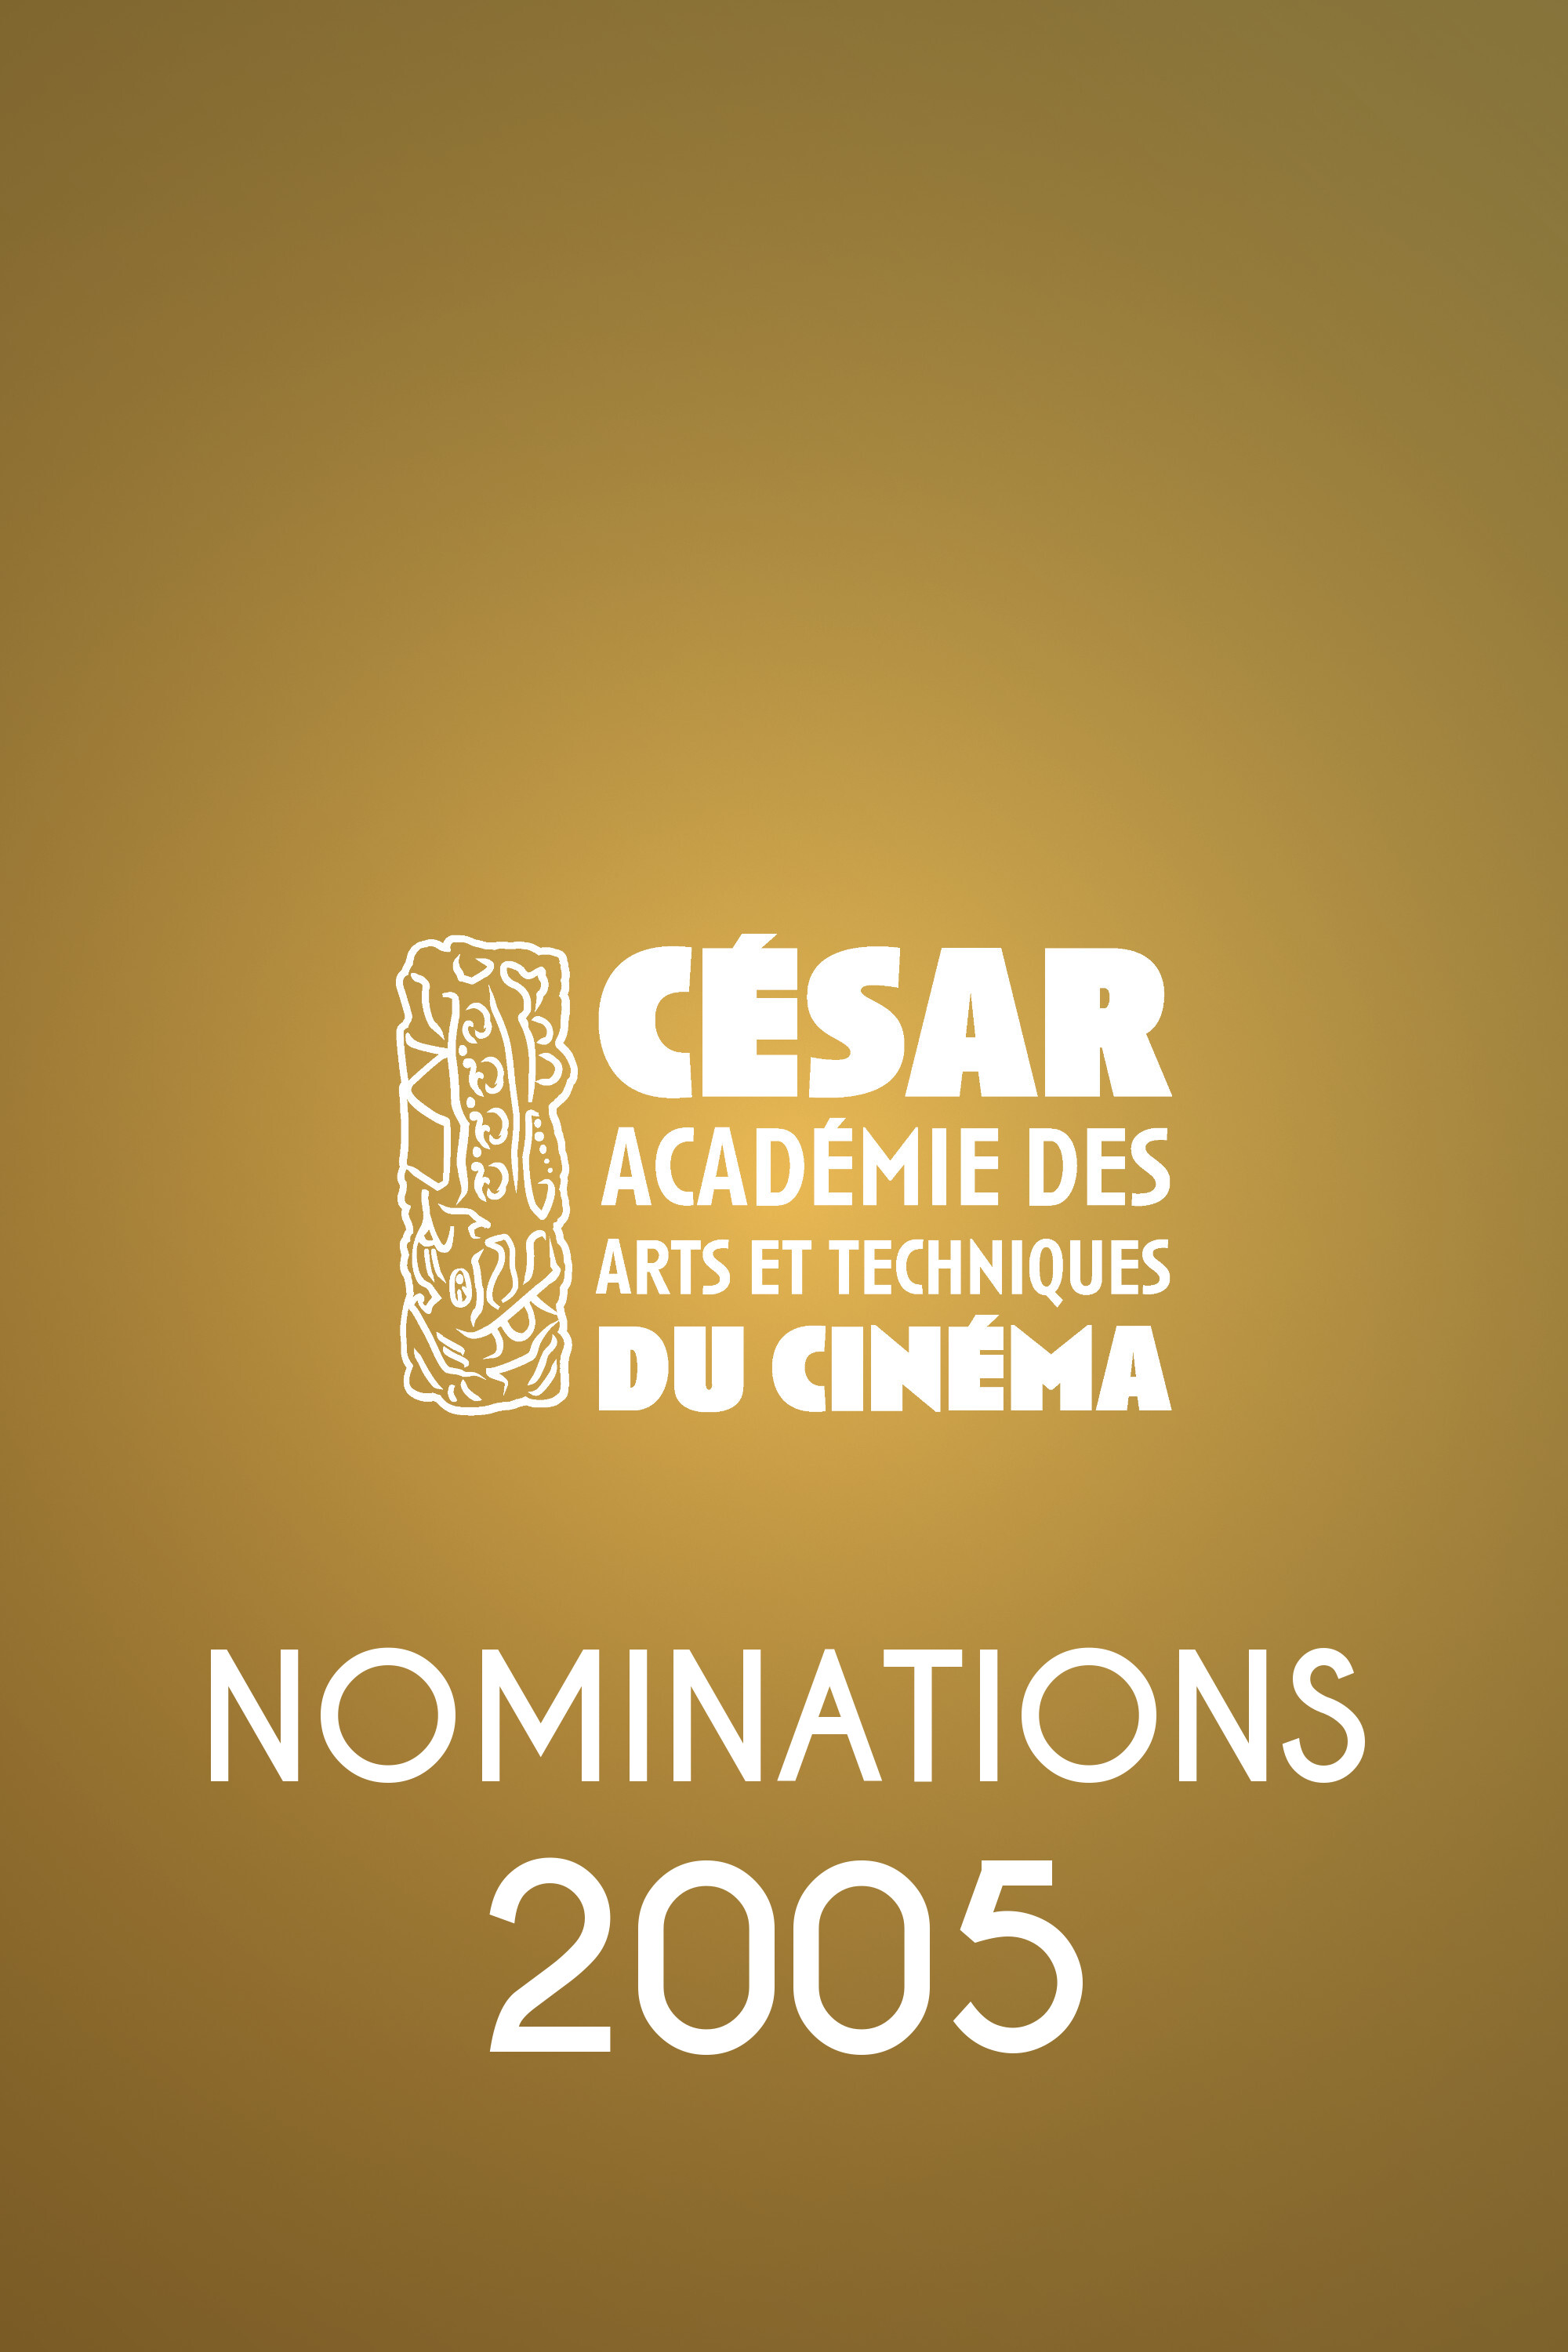 CÉSAR
ACADÉMIE DES
ARTS ET TECHNIQUES
DU CINÉMA
NOMINATIONS
2005